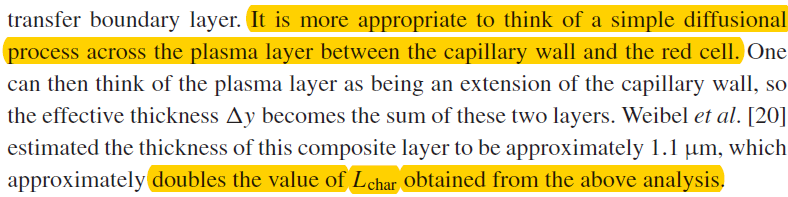 transfer boundary layer. It is more appropriate to think of a simple diffusional
process across the plasma layer between the capillary wall and the red cell. One
can then think of the plasma layer as being an extension of the capillary wall, so
the effective thickness Δy becomes the sum of these two layers. Weibel et al. [20]
estimated the thickness of this composite layer to be approximately 1.1 μm, which
approximately doubles the value of Lchar obtained from the above analysis.